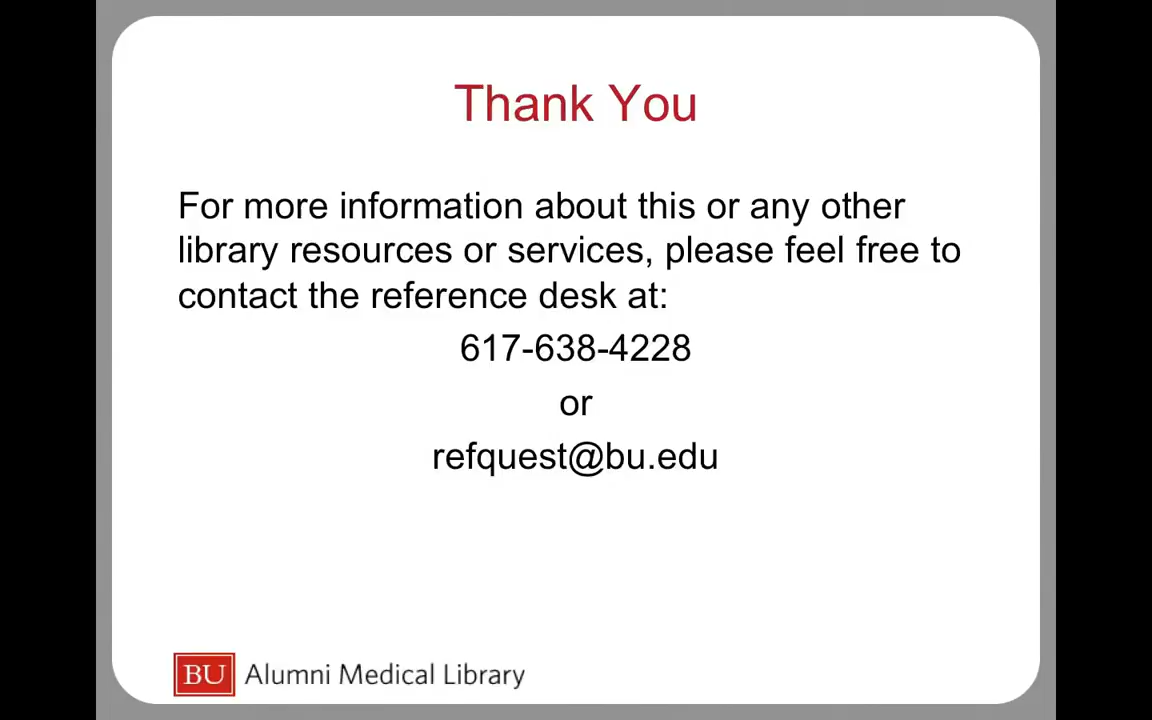 Thank You
For more information about this or any other
library resources or services, please feel free to
contact the reference desk at:
617-638-4228
or
refquest@bu.edu
BU Alumni Medical Library